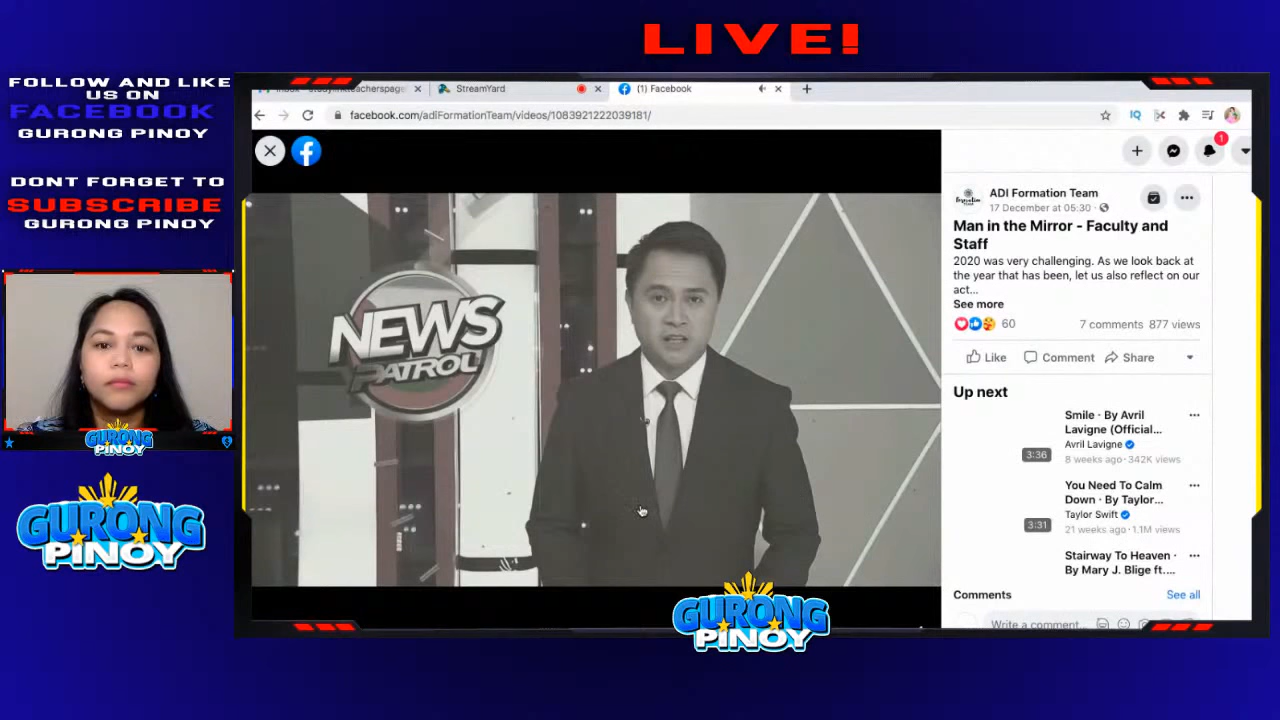 LIVE!
FOLLOW AND LIKE
US ON
FACEBOOK
GURONG PINOY
DONT FORGET TO
SUBSCRIBE
GURONG PINOY
GURONG
PINOY
GURONG
PINOY
StreamYard
(1) Facebook
facebook.com/adiFormationTeam/videos/1083921222039181/
NEWS
PATROL
1
ADI Formation Team
17 December at 05:30
Man in the Mirror - Faculty and
Staff
2020 was very challenging. As we look back at
the year that has been, let us also reflect on our
act...
See more
60
7 comments 877 views
Like Comment Share
Up next
Smile · By Avril
Lavigne (Official...
Avril Lavigne
3:36
8 weeks ago · 342K views
You Need To Calm
Down · By Taylor...
Taylor Swift
3:31
21 weeks ago · 1.1M views
Stairway To Heaven ·
By Mary J. Blige ft....
Comments See all
Write a comment...
GURONG
PINOY